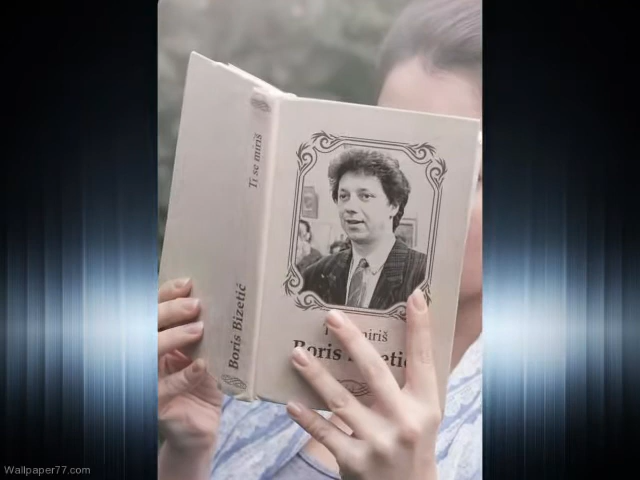 Ti se miriš
Boris Bizetić
miriš
Boris
Wallpaper77.com